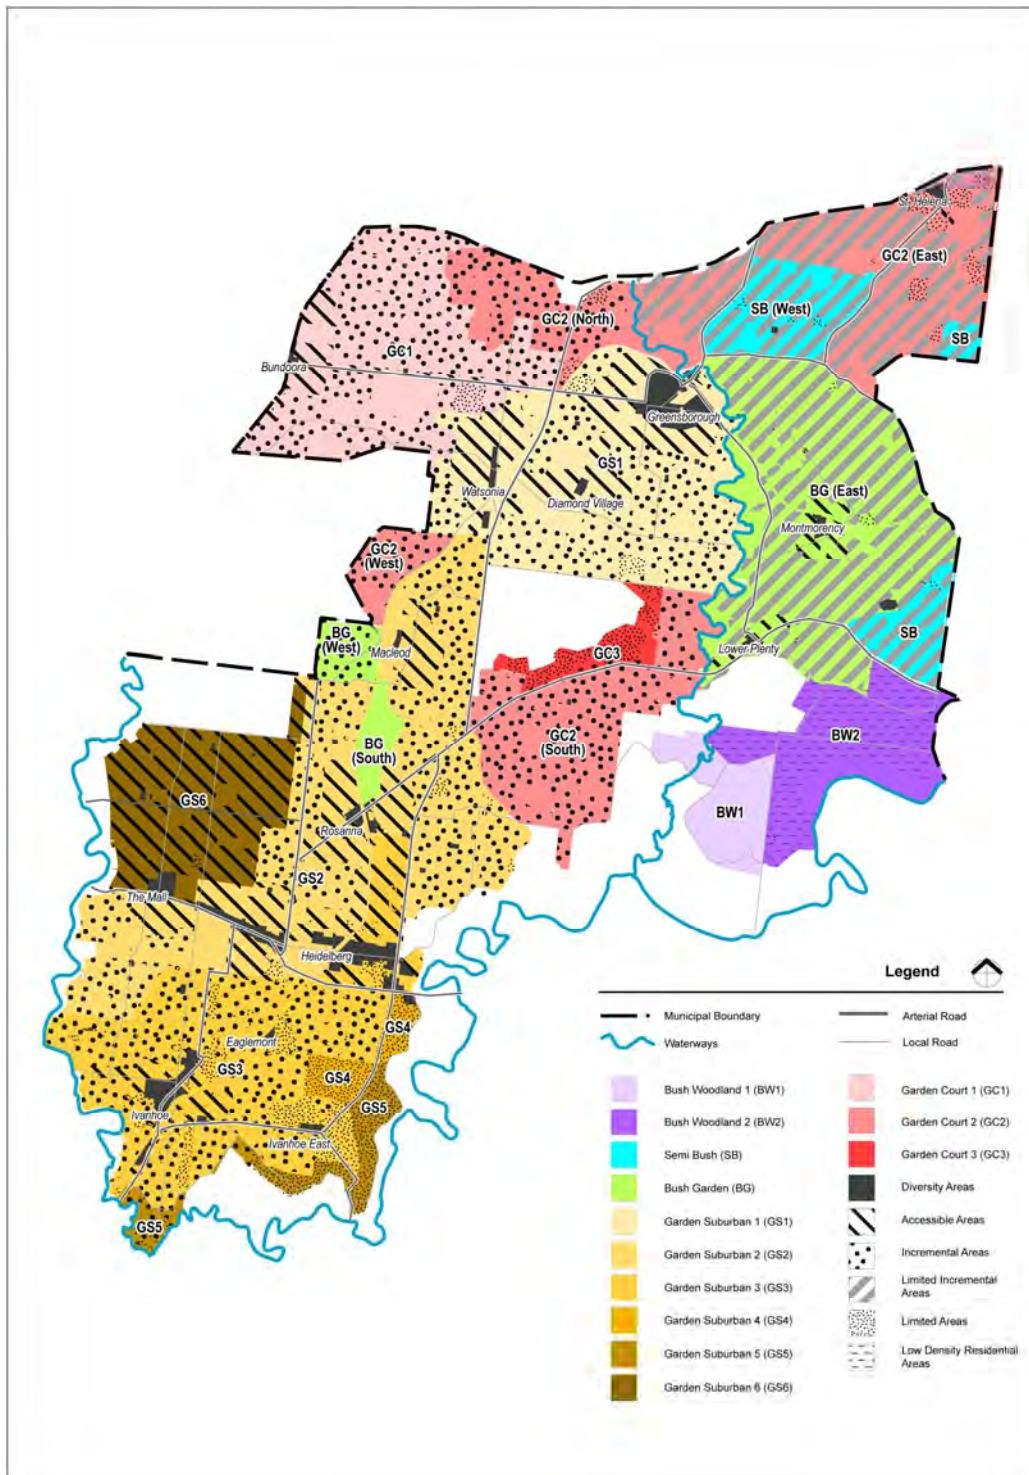 St. Helena
GC2 (East)
SB (West)
GC2 (North)
SB
GC1
Bundoora
Greensborough
GS1
BG (East)
Watsonia
Diamond Village
Montmorency
GC2
(West)
BG
(West)
Macleod
SB
GC3
Lower Plenty
GC2
(South)
BG
(South)
BW2
GS6
BW1
Rosanna
GS2
The Mall
Heidelberg
GS4
Eaglemont
GS3
GS4
GS5
Ivanhoe
Ivanhoe East
GS5
Legend
Municipal Boundary
Waterways
Arterial Road
Local Road
Bush Woodland 1 (BW1)
Bush Woodland 2 (BW2)
Semi Bush (SB)
Bush Garden (BG)
Garden Suburban 1 (GS1)
Garden Suburban 2 (GS2)
Garden Suburban 3 (GS3)
Garden Suburban 4 (GS4)
Garden Suburban 5 (GS5)
Garden Suburban 6 (GS6)
Garden Court 1 (GC1)
Garden Court 2 (GC2)
Garden Court 3 (GC3)
Diversity Areas
Accessible Areas
Incremental Areas
Limited Incremental
Areas
Limited Areas
Low Density Residential
Areas